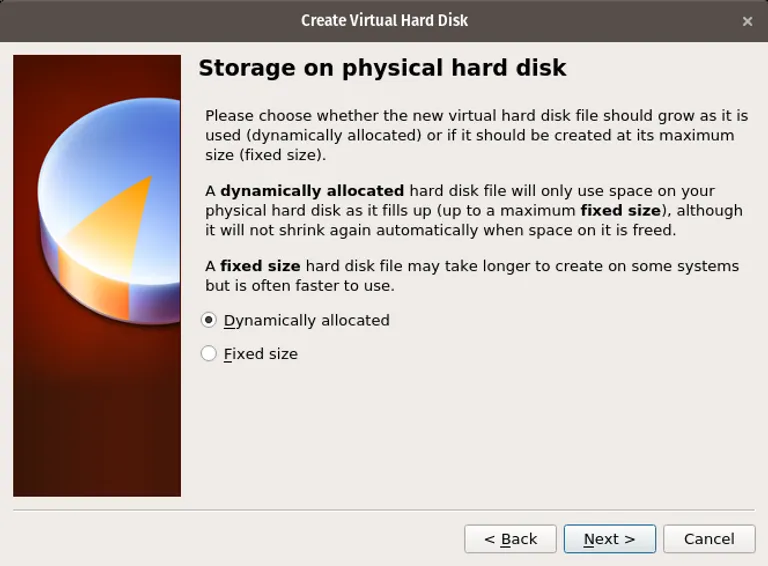 Create Virtual Hard Disk
×
Storage on physical hard disk
Please choose whether the new virtual hard disk file should grow as it is
used (dynamically allocated) or if it should be created at its maximum
size (fixed size).
A dynamically allocated hard disk file will only use space on your
physical hard disk as it fills up (up to a maximum fixed size), although
it will not shrink again automatically when space on it is freed.
A fixed size hard disk file may take longer to create on some systems
but is often faster to use.
Dynamically allocated
Fixed size
< Back Next > Cancel